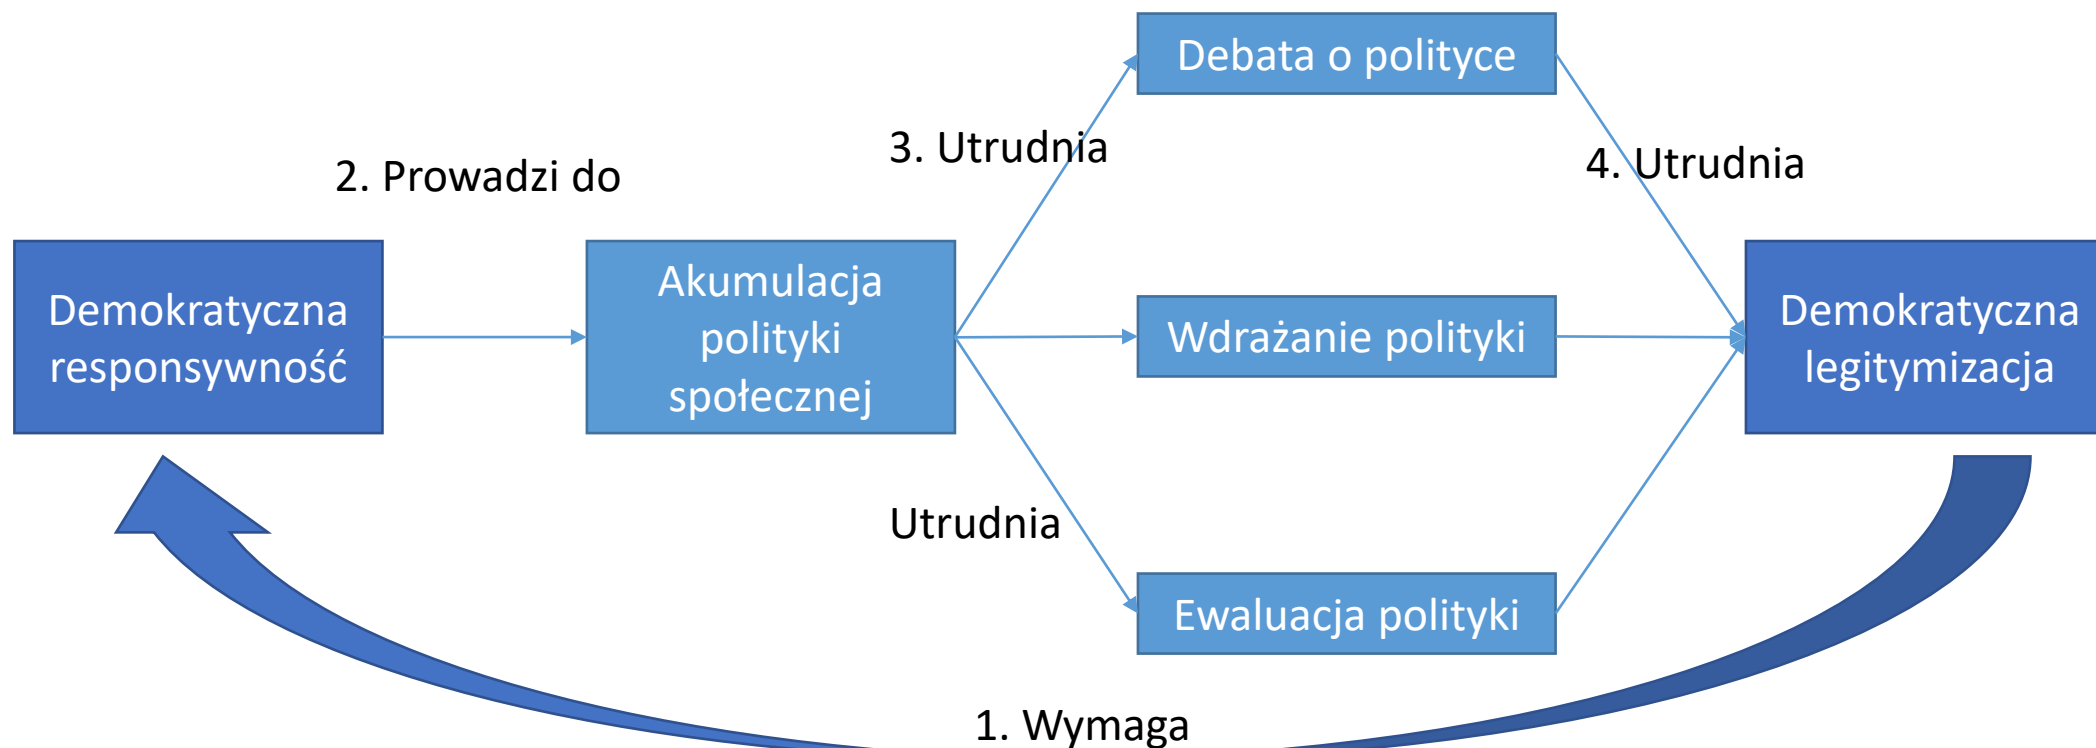 Debata o polityce
3. Utrudnia
4. Utrudnia
2. Prowadzi do
Demokratyczna
responsywność
Akumulacja
polityki
społecznej
Wdrażanie polityki
Demokratyczna
legitymizacja
Utrudnia
Ewaluacja polityki
1. Wymaga